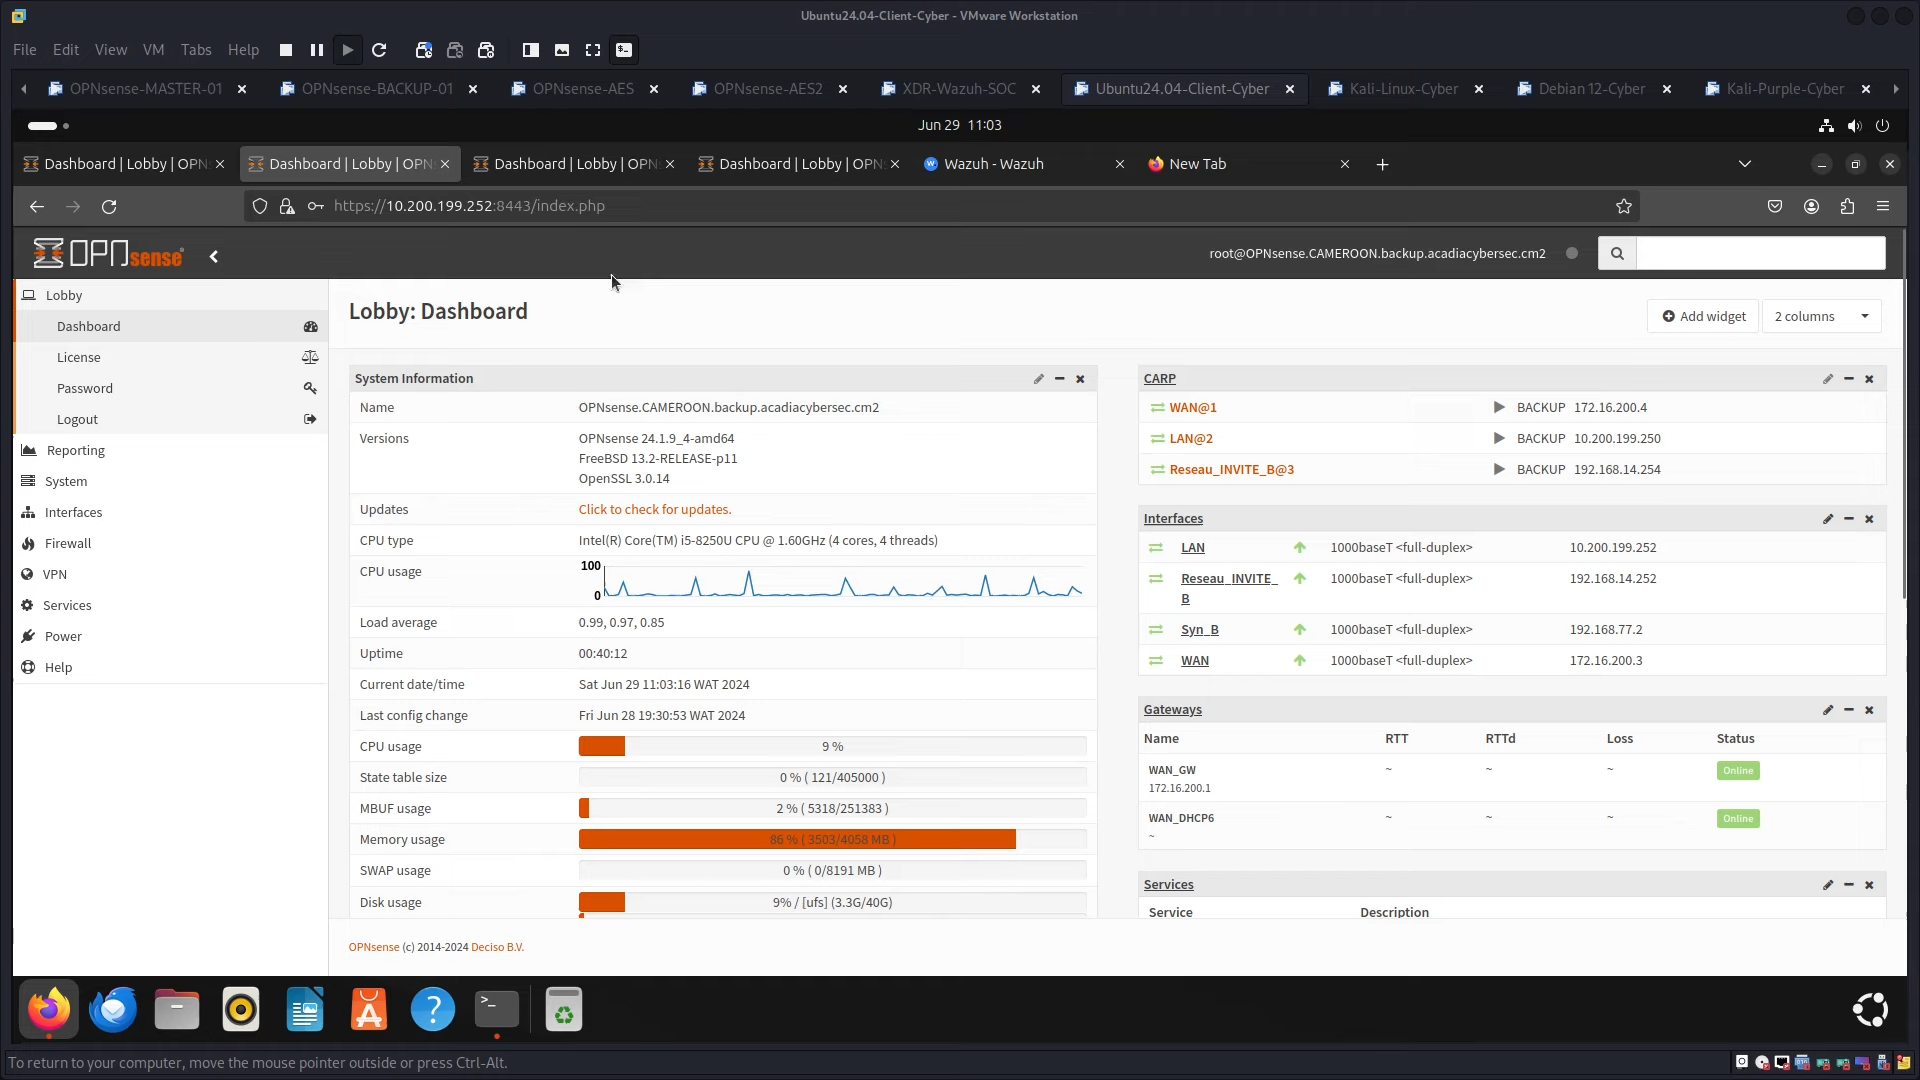 Ubuntu24.04-Client-Cyber - VMware Workstation
File Edit View VM Tabs Help
OPNsense-MASTER-01 OPNsense-BACKUP-01 OPNsense-AES OPNsense-AES2 XDR-Wazuh-SOC Ubuntu24.04-Client-Cyber Kali-Linux-Cyber Debian 12-Cyber Kali-Purple-Cyber
Jun 29 11:03
Dashboard | Lobby | OPN Dashboard | Lobby | OPN Dashboard | Lobby | OPN Dashboard | Lobby | OPN Wazuh - Wazuh New Tab
https://10.200.199.252:8443/index.php
OPNsense
root@OPNsense.CAMEROON.backup.acadiacybersec.cm2
Lobby
Dashboard
License
Password
Logout
Reporting
System
Interfaces
Firewall
VPN
Services
Power
Help
Lobby: Dashboard
Add widget
2 columns
System Information
Name OPNsense.CAMEROON.backup.acadiacybersec.cm2
Versions OPNsense 24.1.9_4-amd64
FreeBSD 13.2-RELEASE-p11
OpenSSL 3.0.14
Updates Click to check for updates.
CPU type Intel(R) Core(TM) i5-8250U CPU @ 1.60GHz (4 cores, 4 threads)
CPU usage 100
0
Load average 0.99, 0.97, 0.85
Uptime 00:40:12
Current date/time Sat Jun 29 11:03:16 WAT 2024
Last config change Fri Jun 28 19:30:53 WAT 2024
CPU usage 9 %
State table size 0 % ( 121/405000 )
MBUF usage 2 % ( 5318/251383 )
Memory usage 86 % ( 3503/4058 MB )
SWAP usage 0 % ( 0/8191 MB )
Disk usage 9% / [ufs] (3.3G/40G)
CARP
WAN@1 BACKUP 172.16.200.4
LAN@2 BACKUP 10.200.199.250
Reseau_INVITE_B@3 BACKUP 192.168.14.254
Interfaces
LAN 1000baseT <full-duplex> 10.200.199.252
Reseau_INVITE_ 1000baseT <full-duplex> 192.168.14.252
B
Syn_B 1000baseT <full-duplex> 192.168.77.2
WAN 1000baseT <full-duplex> 172.16.200.3
Gateways
Name RTT RTTd Loss Status
WAN_GW ~ ~ ~ Online
172.16.200.1
WAN_DHCP6 ~ ~ ~ Online
~
Services
Service Description
OPNsense (c) 2014-2024 Deciso B.V.
To return to your computer, move the mouse pointer outside or press Ctrl-Alt.